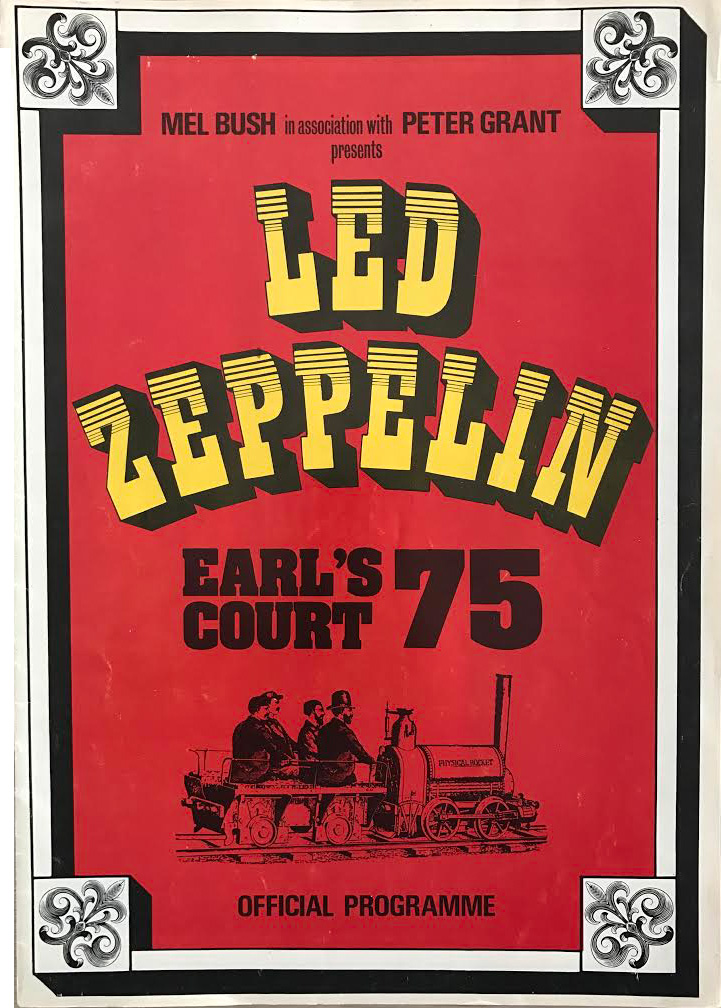 MEL BUSH in association with PETER GRANT
presents
LED
ZEPPELIN
EARL'S
COURT 75
PHYSICAL ROCKET
OFFICIAL PROGRAMME